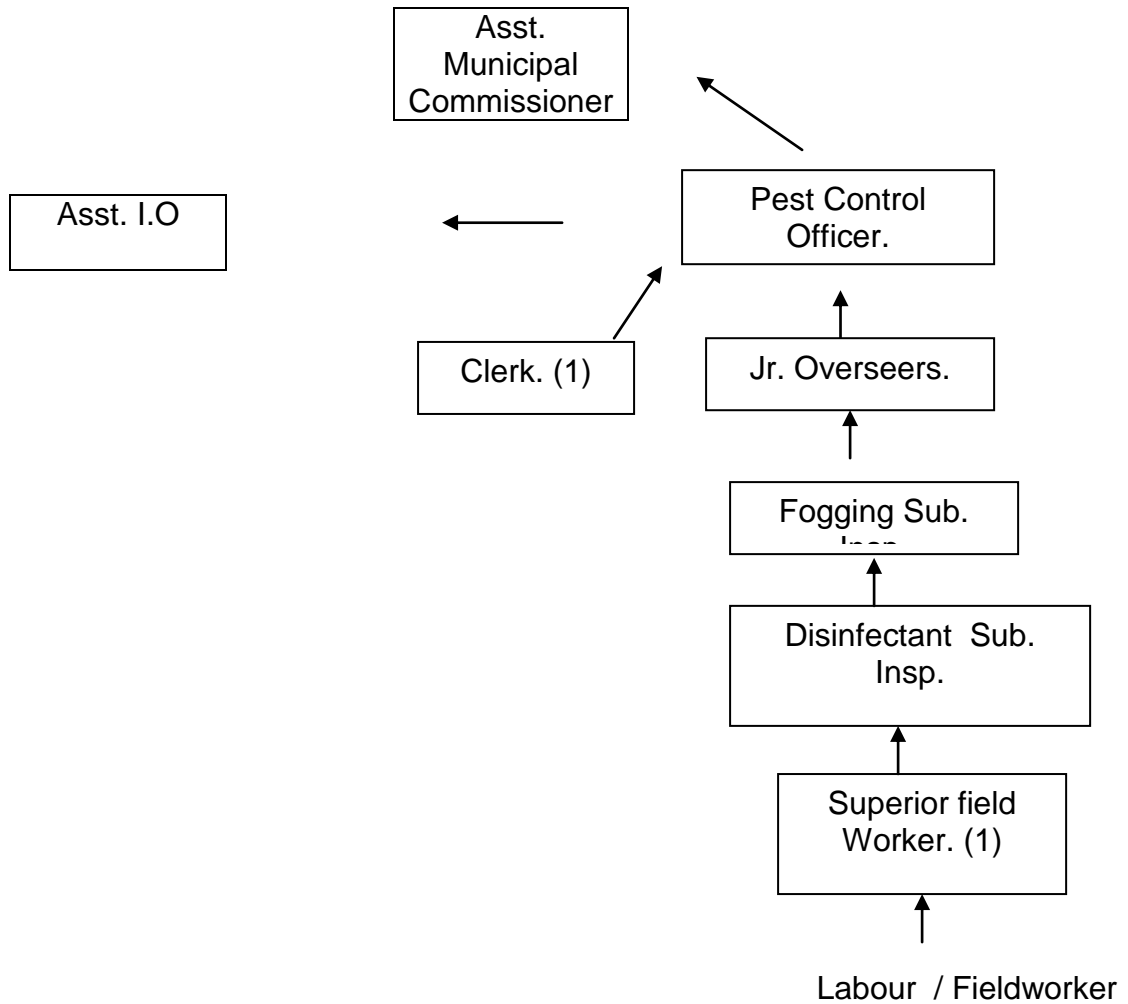 Asst.
Municipal
Commissioner
Asst. I.O
Pest Control
Officer.
Clerk. (1)
Jr. Overseers.
Fogging Sub.
Disinfectant Sub.
Insp.
Superior field
Worker. (1)
Labour / Fieldworker